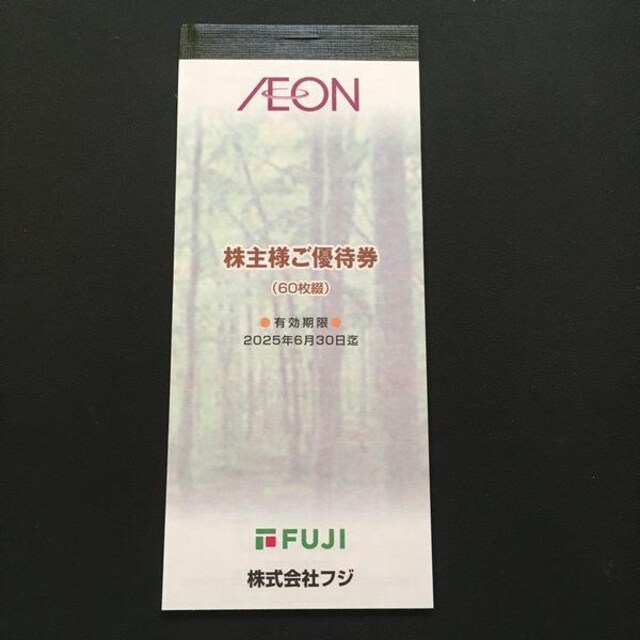 ÆON
株主様ご優待券
(60枚綴)
●有効期限●
2025年6月30日迄
FUJI
株式会社フジ